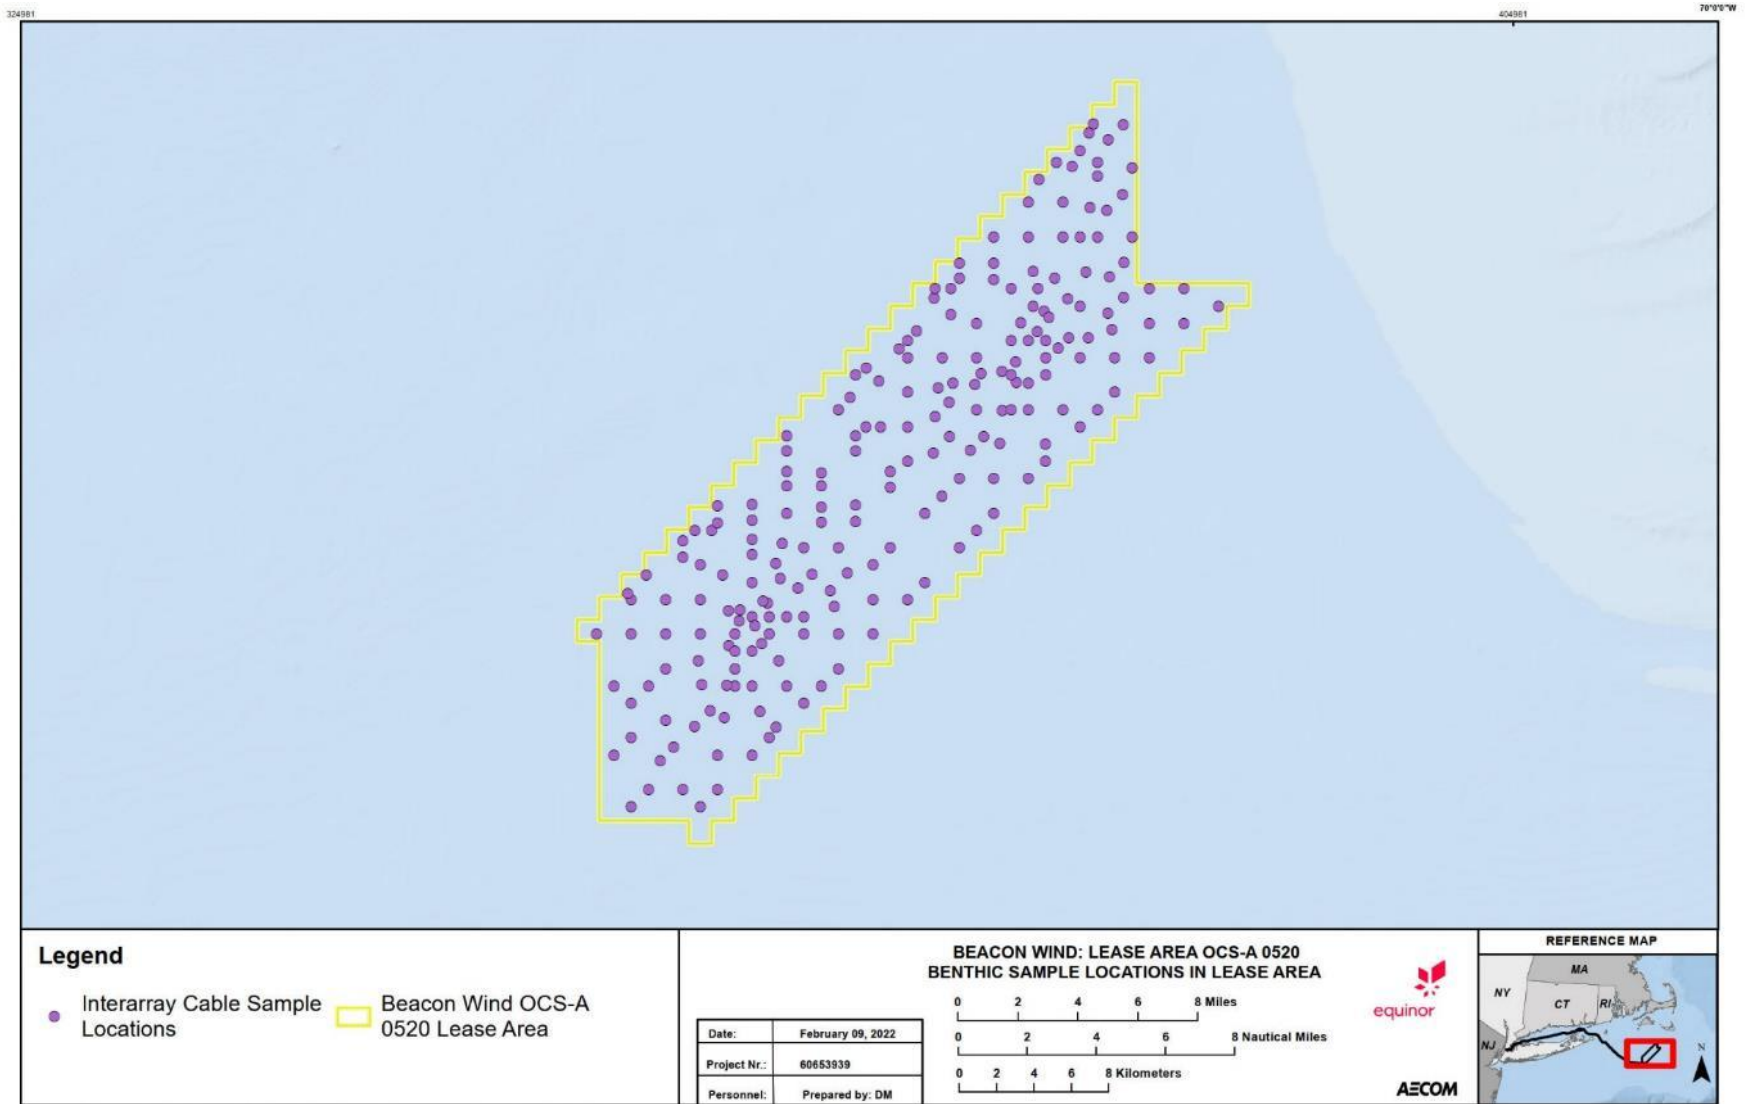 324981
404981
70°0'0"W
Legend
Interarray Cable Sample
Locations
Beacon Wind OCS-A
0520 Lease Area
Date: February 09, 2022
Project Nr.: 60653939
Personnel: Prepared by: DM
BEACON WIND: LEASE AREA OCS-A 0520
BENTHIC SAMPLE LOCATIONS IN LEASE AREA
0 2 4 6 8 Miles
0 2 4 6 8 Nautical Miles
0 2 4 6 8 Kilometers
equinor
AECOM
REFERENCE MAP
MA
NY
CT
RI
NJ
N